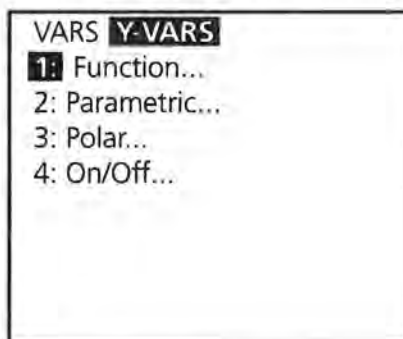 VARS Y-VARS
1: Function...
2: Parametric...
3: Polar...
4: On/Off...